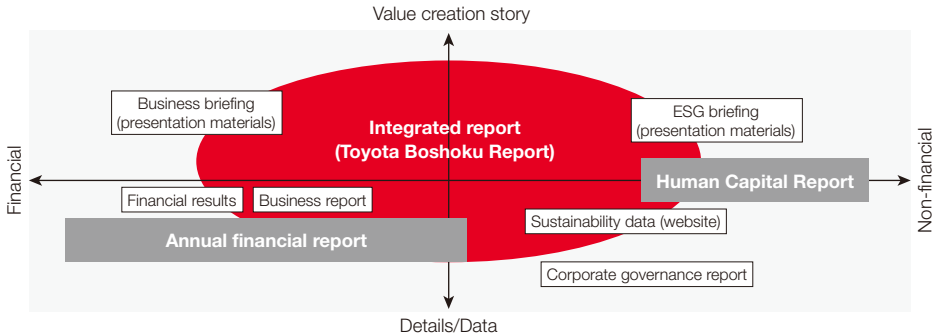 Value creation story
Business briefing
(presentation materials)
ESG briefing
(presentation materials)
Integrated report
(Toyota Boshoku Report)
Financial
Non-financial
Human Capital Report
Financial results
Business report
Sustainability data (website)
Annual financial report
Corporate governance report
Details/Data